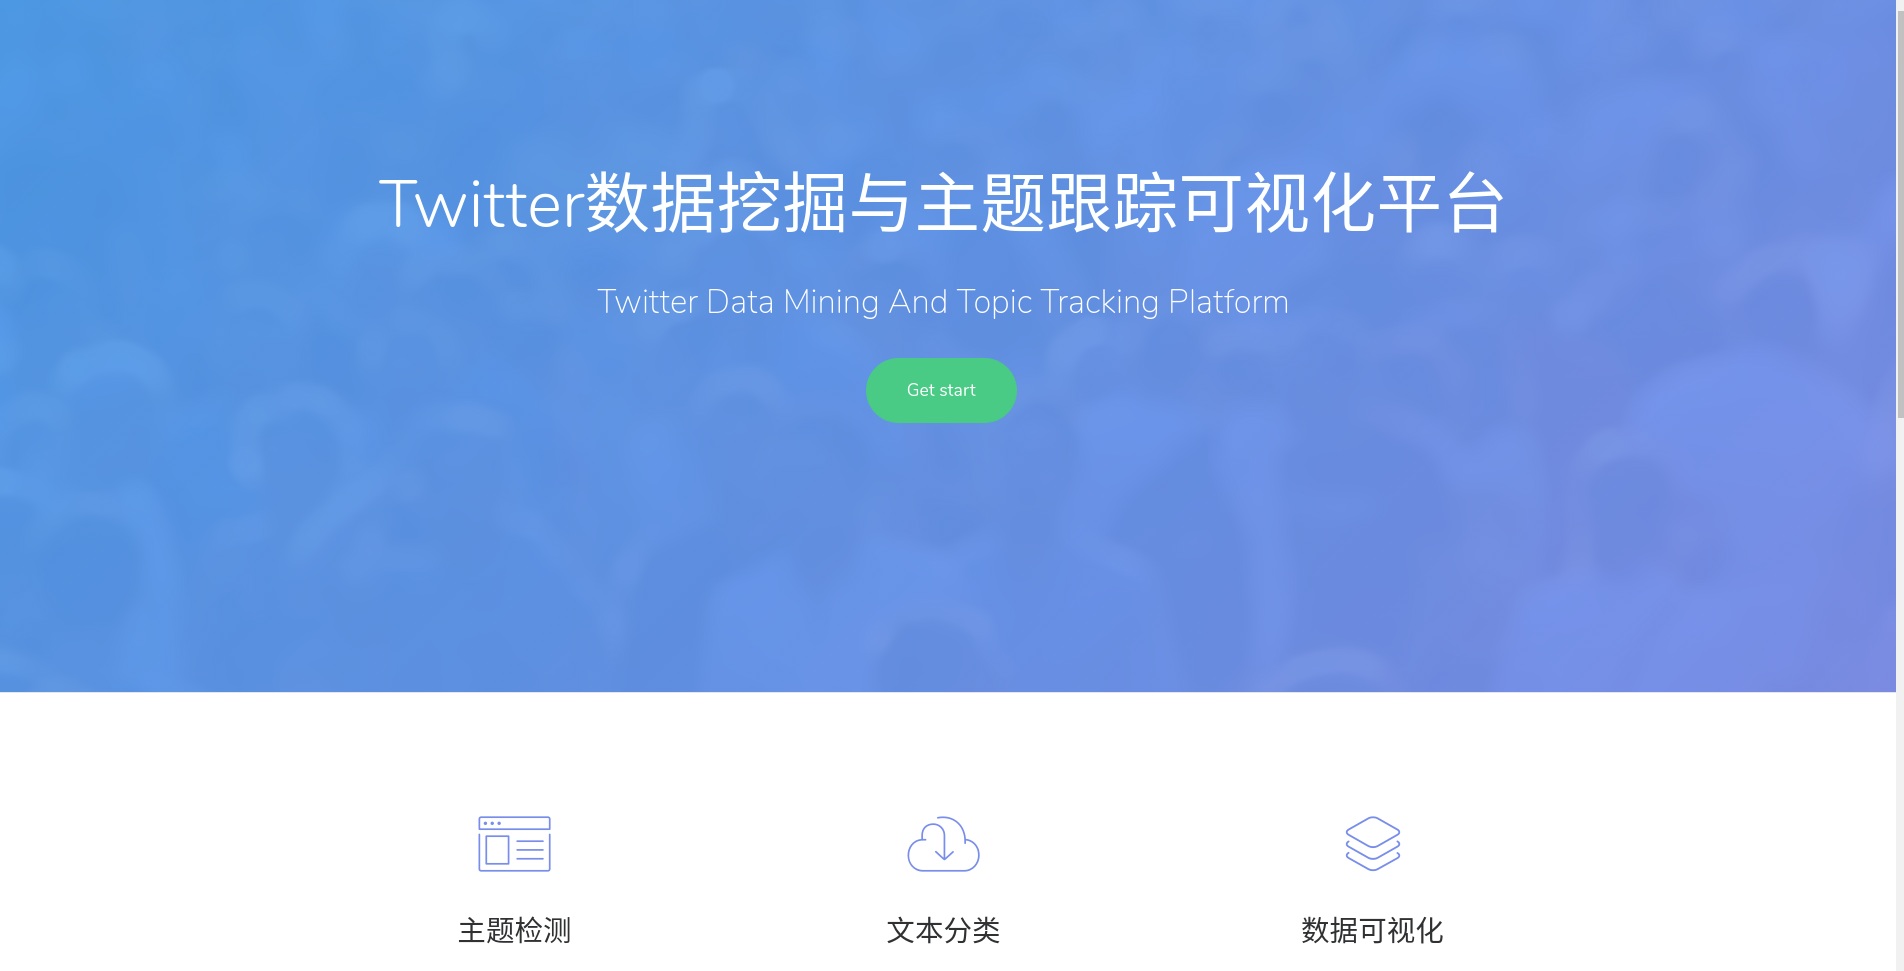 Twitter数据挖掘与主题跟踪可视化平台
Twitter Data Mining And Topic Tracking Platform
Get start
主题检测
文本分类
数据可视化